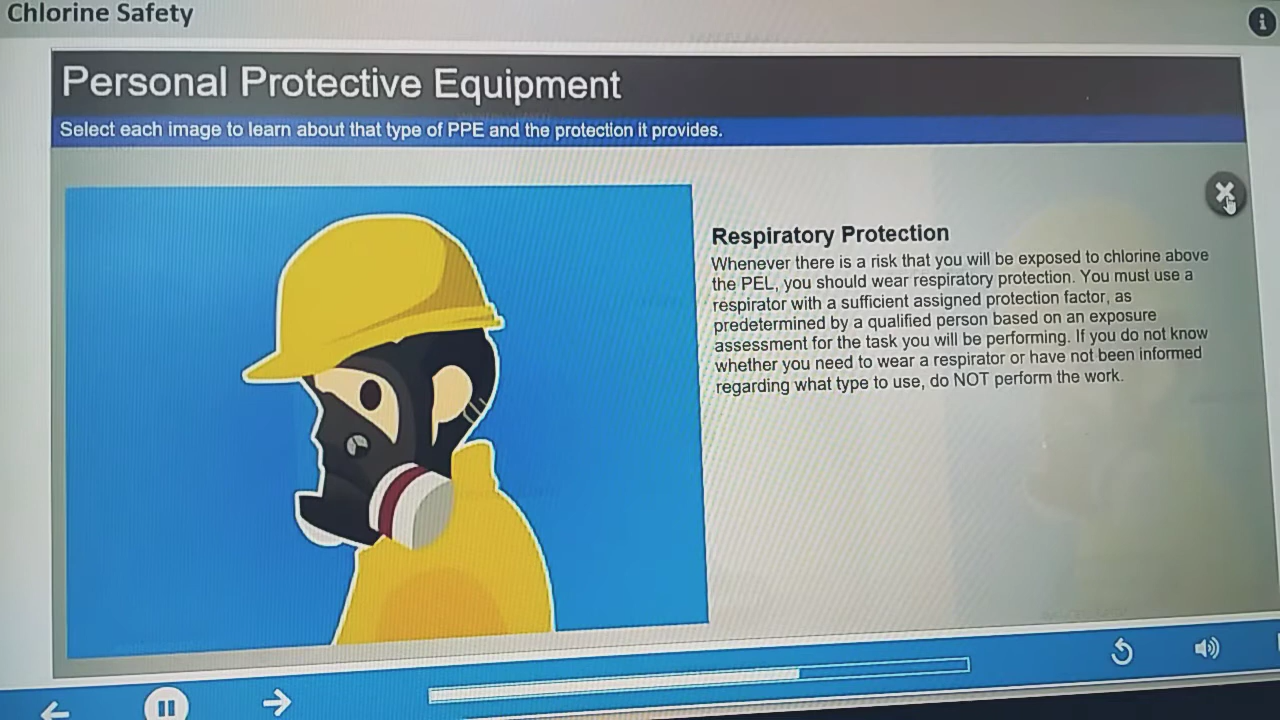 Chlorine Safety
Personal Protective Equipment
Select each image to learn about that type of PPE and the protection it provides.
Respiratory Protection
Whenever there is a risk that you will be exposed to chlorine above
the PEL, you should wear respiratory protection. You must use a
respirator with a sufficient assigned protection factor, as
predetermined by a qualified person based on an exposure
assessment for the task you will be performing. If you do not know
whether you need to wear a respirator or have not been informed
regarding what type to use, do NOT perform the work.